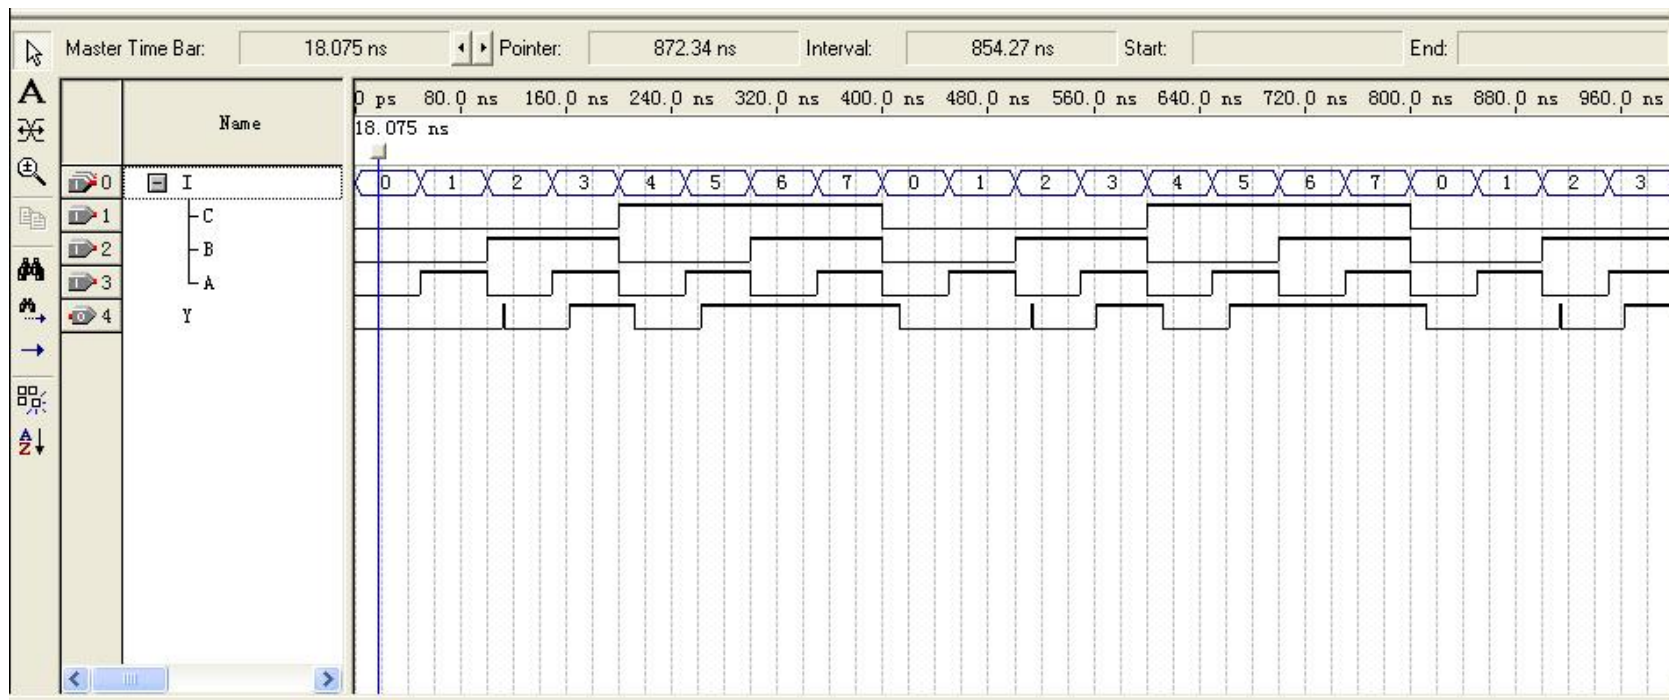 Master Time Bar: 18.075 ns Pointer: 872.34 ns Interval: 854.27 ns Start: End:
A
Name
0 ps 80.0 ns 160.0 ns 240.0 ns 320.0 ns 400.0 ns 480.0 ns 560.0 ns 640.0 ns 720.0 ns 800.0 ns 880.0 ns 960.0 ns
18.075 ns
0 I 0 1 2 3 4 5 6 7 0 1 2 3 4 5 6 7 0 1 2 3
1 C
2 B
3 A
4 Y
A
Z